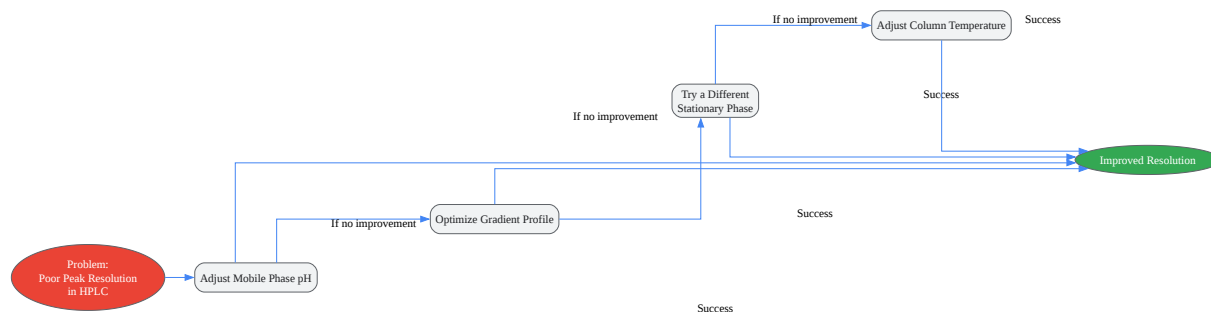 If no improvement
Adjust Column Temperature
Success
Try a Different
Stationary Phase
Success
If no improvement
Improved Resolution
Optimize Gradient Profile
If no improvement
Success
Problem:
Poor Peak Resolution
in HPLC
Adjust Mobile Phase pH
Success